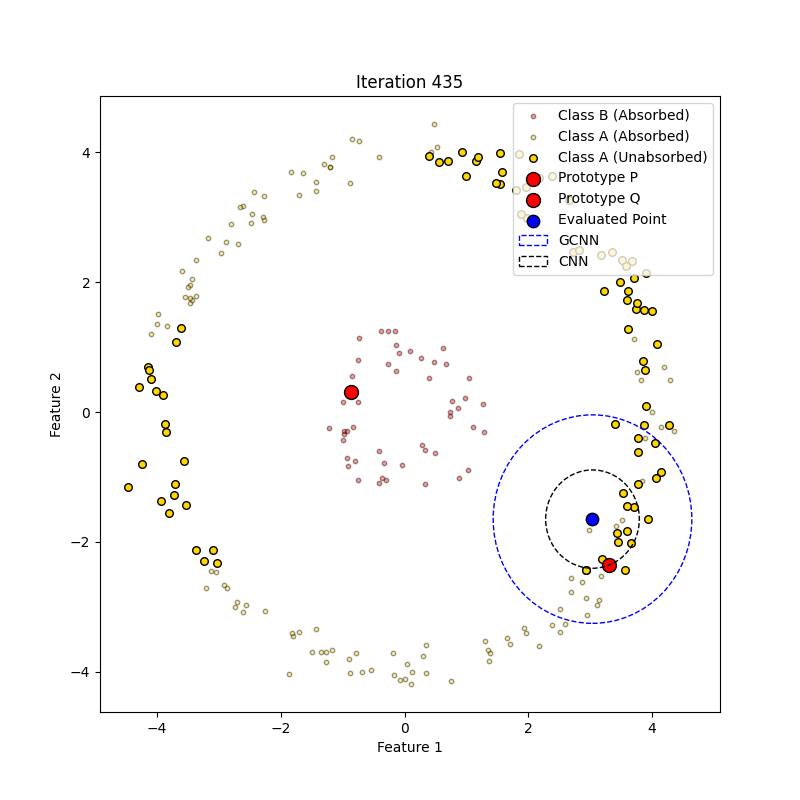 Iteration 435
Class B (Absorbed)
Class A (Absorbed)
Class A (Unabsorbed)
Prototype P
Prototype Q
Evaluated Point
GCNN
CNN
Feature 2
4
2
0
−2
−4
−4
−2
0
2
4
Feature 1